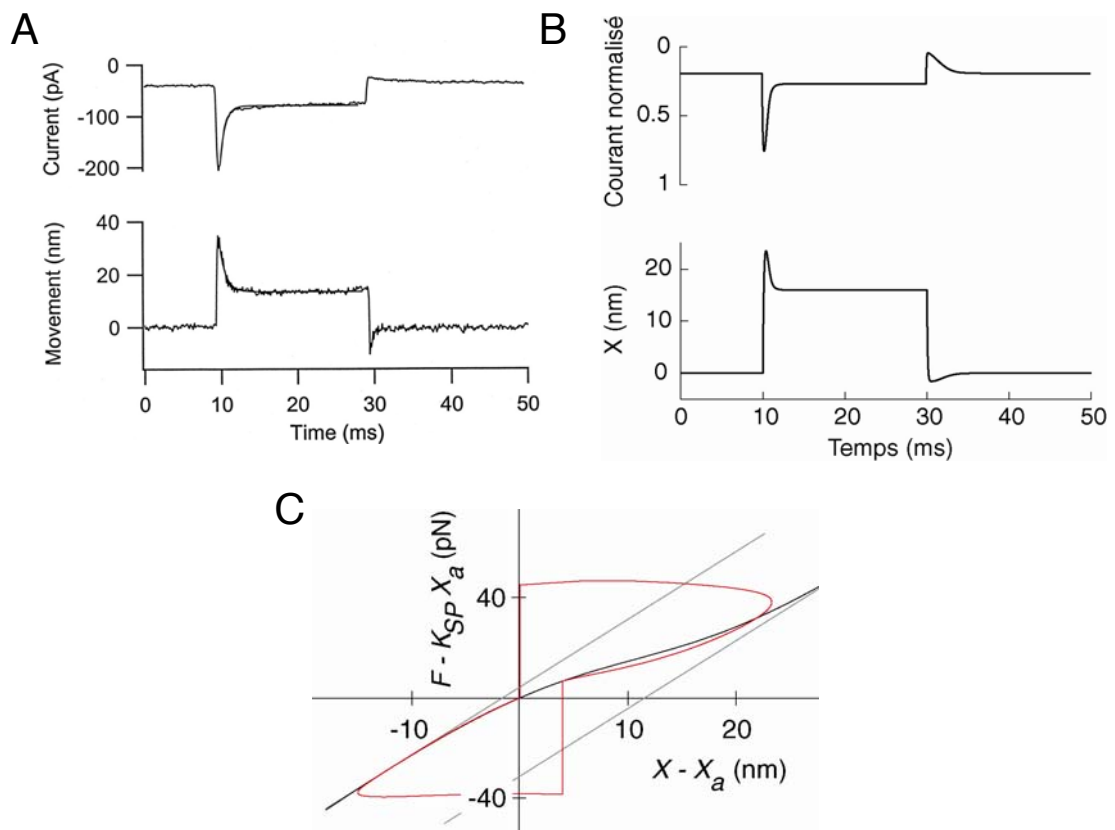 A
Current (pA)
0
-100
-200
Movement (nm)
40
20
0
0 10 20 30 40 50
Time (ms)
B
Courant normalisé
0
0.5
1
X (nm)
20
10
0
0 10 20 30 40 50
Temps (ms)
C
F - K_SP X_a (pN)
40
-10 10 20
X - X_a (nm)
-40